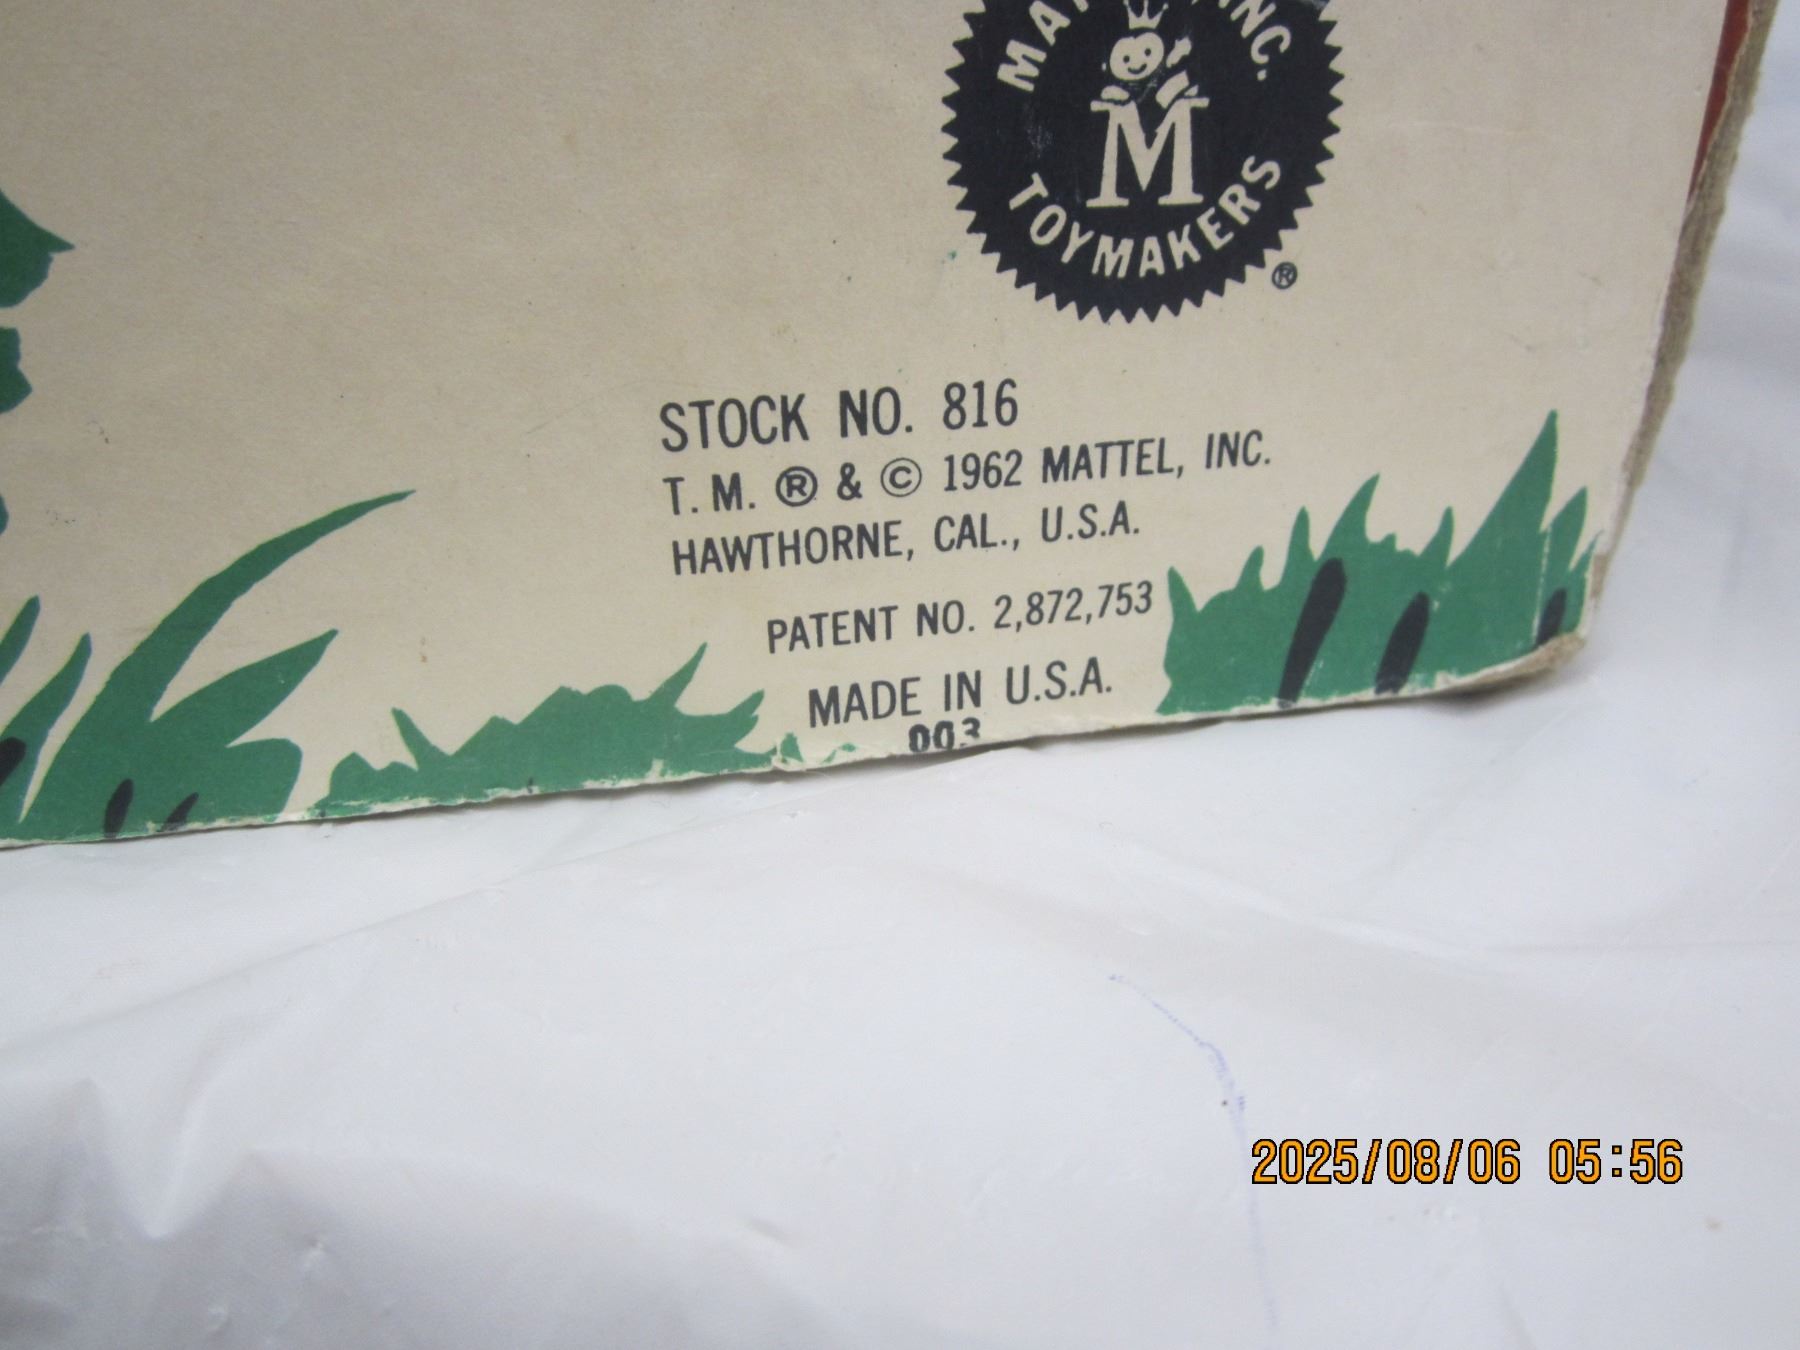 INC.
M
TOYMAKERS
®
STOCK NO. 816
T. M. ® & © 1962 MATTEL, INC.
HAWTHORNE, CAL., U.S.A.
PATENT NO. 2,872,753
MADE IN U.S.A.
003
2025/08/06 05:56